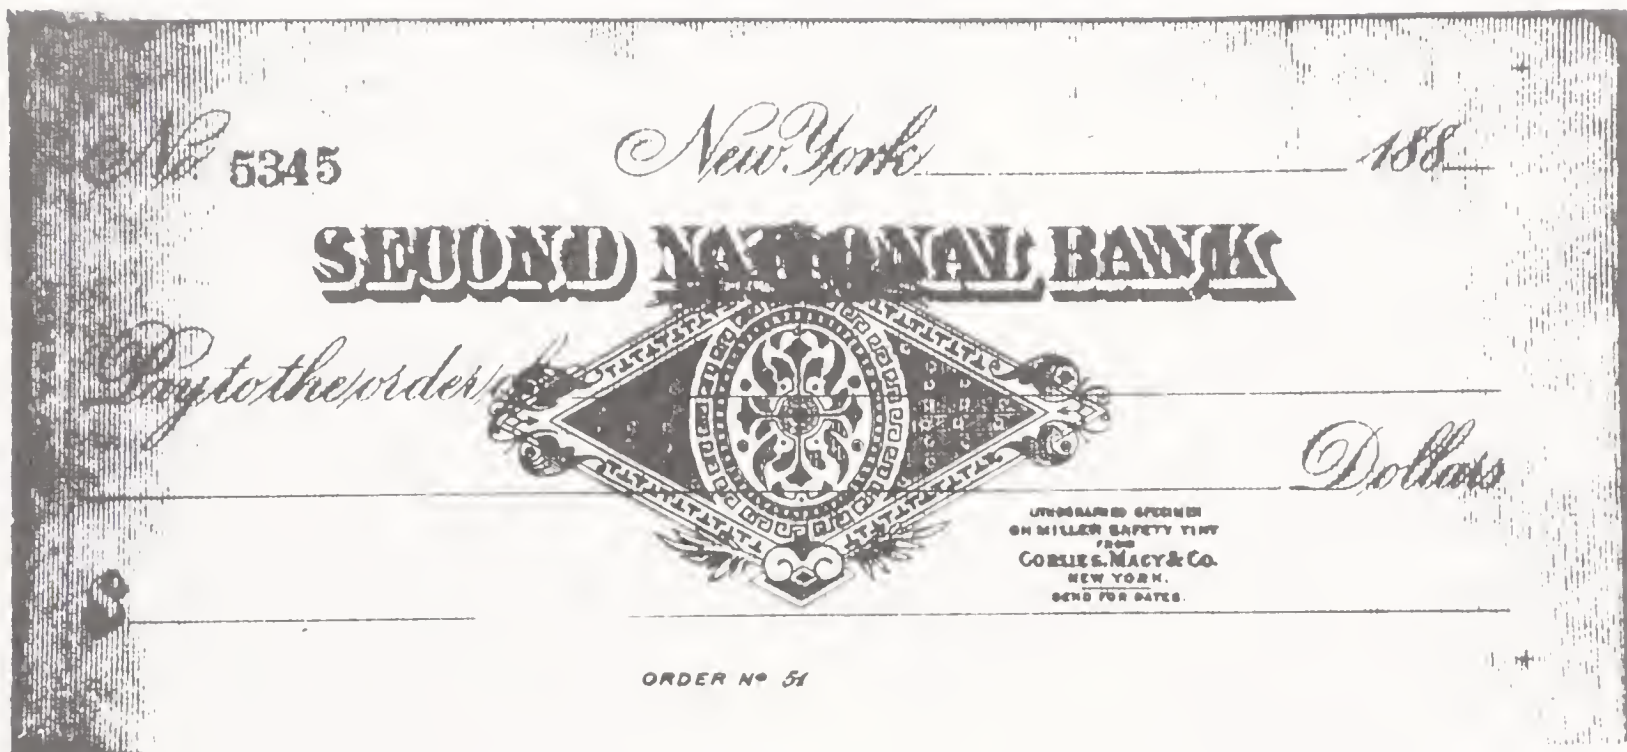 No. 5345 New York 188
SECOND NATIONAL BANK
Pay to the order of
Dollars
LITHOGRAPHED SPECIMEN
ON MILLER SAFETY TINT
FROM
CORLIES, MACY & CO.
NEW YORK.
SEND FOR RATES.
$
ORDER No 51